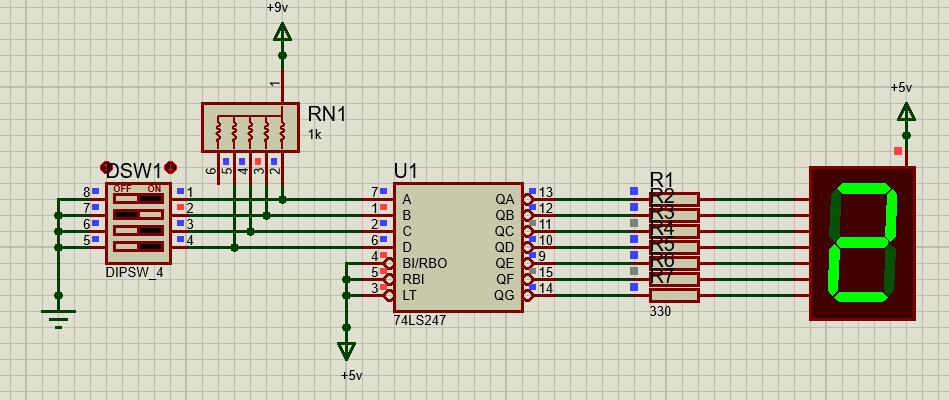 +9v
1
RN1
1k
6
5
4
3
2
DSW1
OFF ON
8
7
6
5
1
2
3
4
DIPSW_4
U1
7 A QA 13
1 B QB 12
2 C QC 11
6 D QD 10
4 BI/RBO QE 9
5 RBI QF 15
3 LT QG 14
74LS247
+5v
R1
R2
R3
R4
R5
R6
R7
330
+5v
2